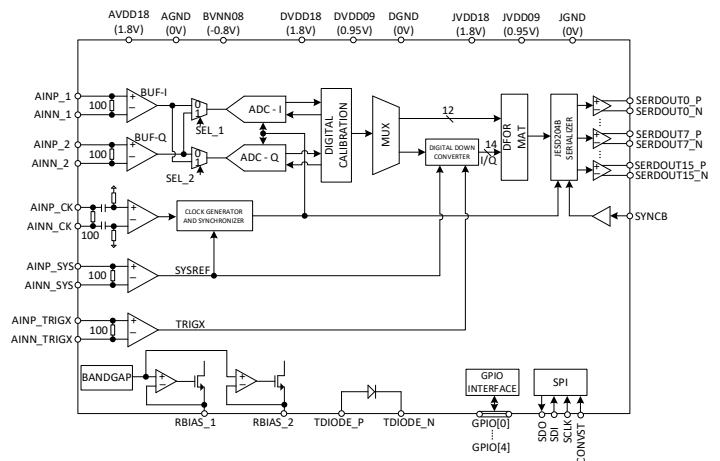 AVDD18 AGND BVNN08 DVDD18 DVDD09 DGND JVDD18 JVDD09 JGND
(1.8V) (0V) (-0.8V) (1.8V) (0.95V) (0V) (1.8V) (0.95V) (0V)
AINP_1
100
AINN_1
BUF-I
0
1
SEL_1
ADC - I
AINP_2
100
AINN_2
BUF-Q
0
1
SEL_2
ADC - Q
DIGITAL
CALIBRATION
MUX
12
DIGITAL DOWN
CONVERTER
14
I/Q
DFOR
MAT
JESD204B
SERIALIZER
SERDOUT0_P
SERDOUT0_N
SERDOUT7_P
SERDOUT7_N
SERDOUT15_P
SERDOUT15_N
SYNCB
AINP_CK
AINN_CK
100
CLOCK GENERATOR
AND SYNCHRONIZER
AINP_SYS
100
AINN_SYS
SYSREF
AINP_TRIGX
100
AINN_TRIGX
TRIGX
BANDGAP
RBIAS_1
RBIAS_2
TDIODE_P
TDIODE_N
GPIO
INTERFACE
GPIO[0]
GPIO[4]
SPI
SDO
SDI
SCLK
CONVST